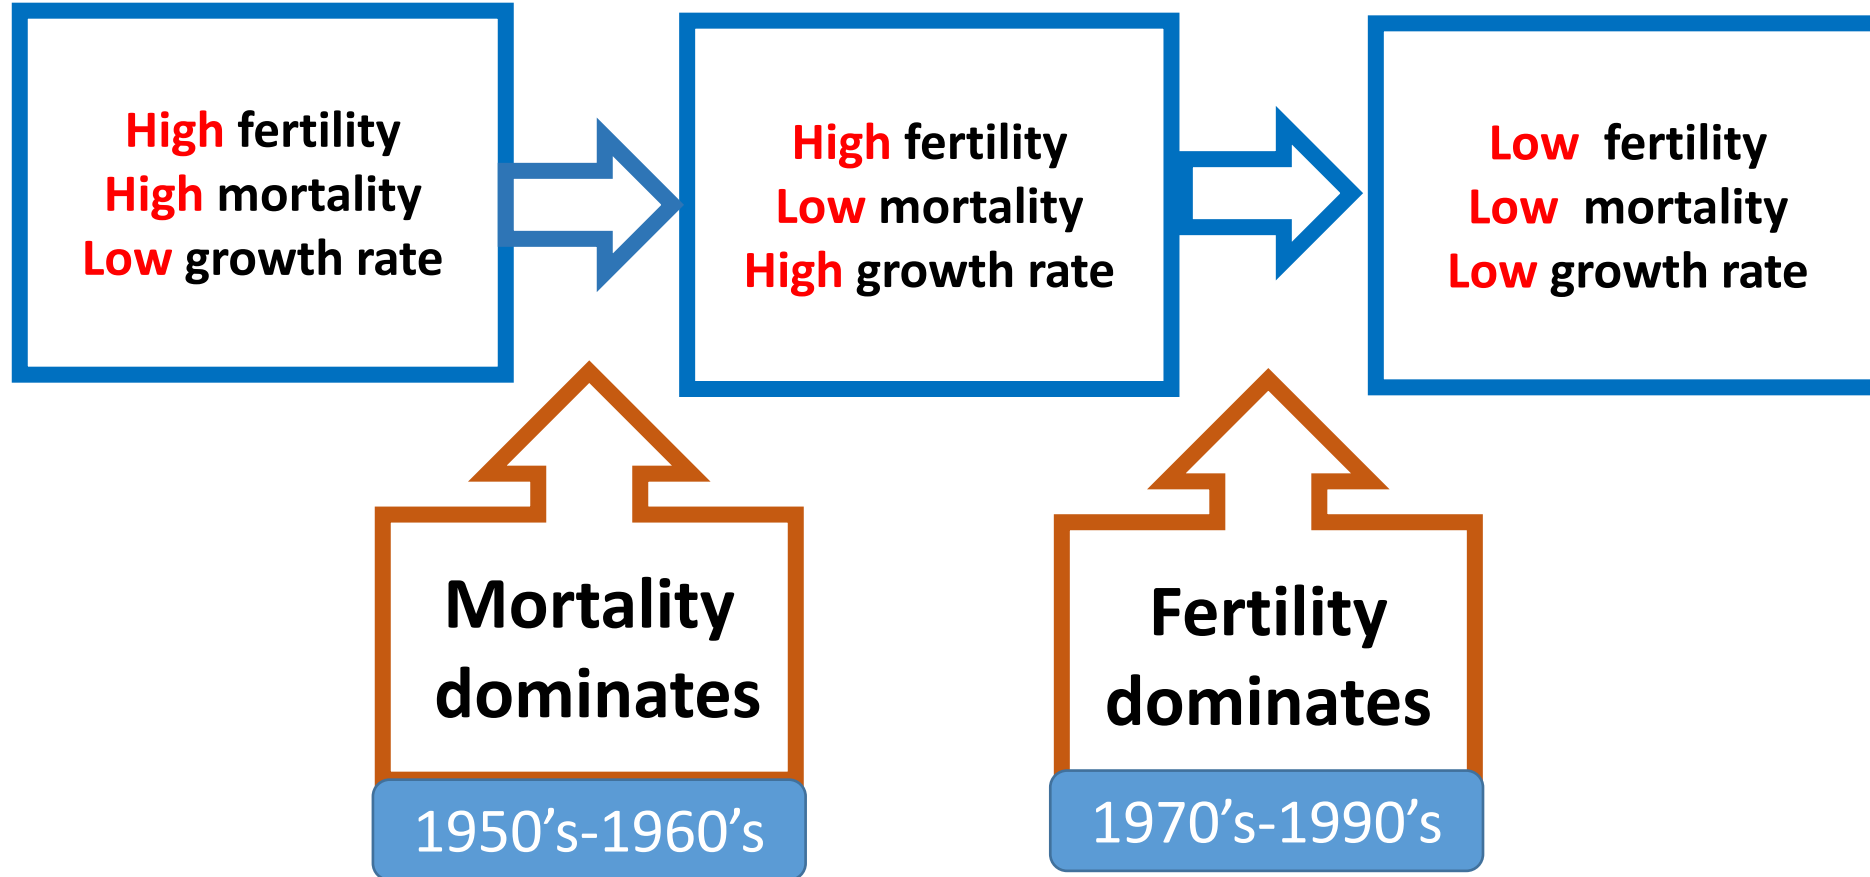 High fertility
High mortality
Low growth rate
High fertility
Low mortality
High growth rate
Low fertility
Low mortality
Low growth rate
Mortality
dominates
1950’s-1960’s
Fertility
dominates
1970’s-1990’s